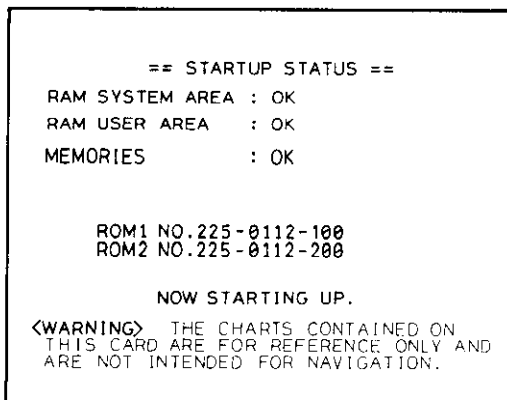 == STARTUP STATUS ==
RAM SYSTEM AREA : OK
RAM USER AREA : OK
MEMORIES : OK
ROM1 NO.225-0112-100
ROM2 NO.225-0112-200
NOW STARTING UP.
<WARNING> THE CHARTS CONTAINED ON
THIS CARD ARE FOR REFERENCE ONLY AND
ARE NOT INTENDED FOR NAVIGATION.